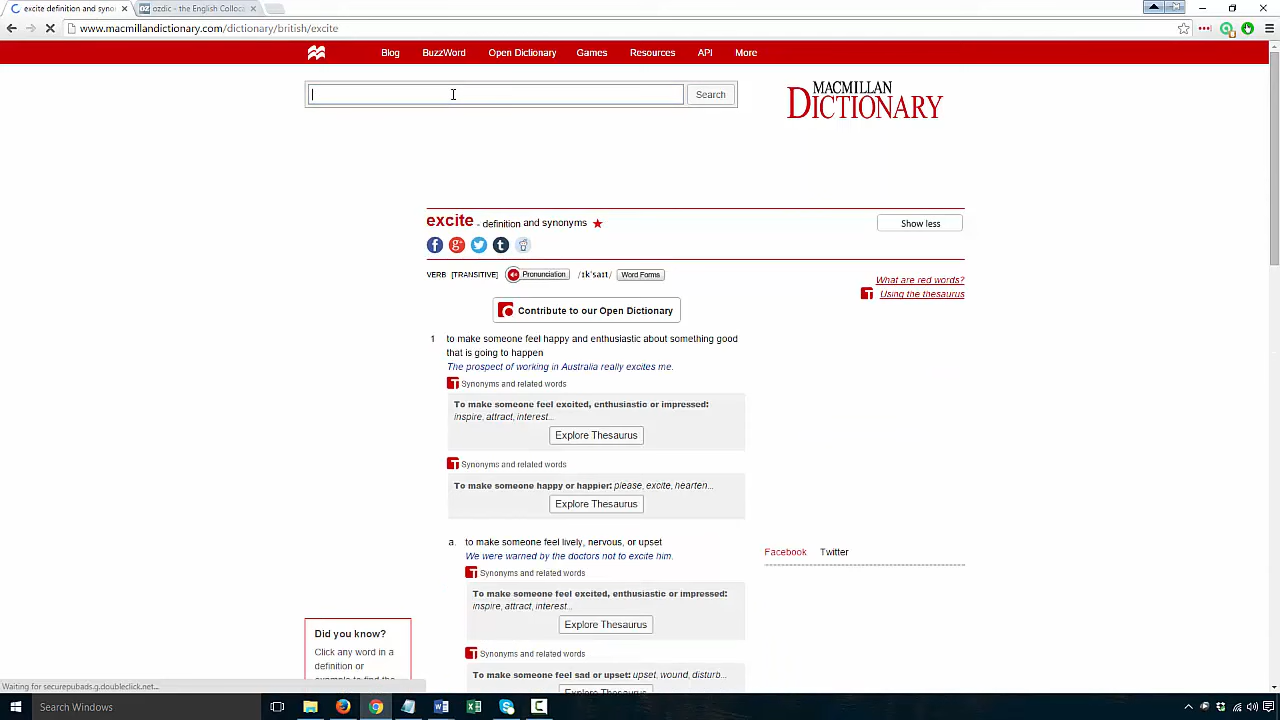 excite definition and syno
ozdic - the English Colloca
www.macmillandictionary.com/dictionary/british/excite
Blog BuzzWord Open Dictionary Games Resources API More
Search
MACMILLAN
DICTIONARY
excite - definition and synonyms
Show less
VERB [TRANSITIVE] Pronunciation /ɪkˈsaɪt/ Word Forms
What are red words?
Using the thesaurus
Contribute to our Open Dictionary
1 to make someone feel happy and enthusiastic about something good
that is going to happen
The prospect of working in Australia really excites me.
Synonyms and related words
To make someone feel excited, enthusiastic or impressed:
inspire, attract, interest...
Explore Thesaurus
Synonyms and related words
To make someone happy or happier: please, excite, hearten...
Explore Thesaurus
a. to make someone feel lively, nervous, or upset
We were warned by the doctors not to excite him.
Synonyms and related words
To make someone feel excited, enthusiastic or impressed:
inspire, attract, interest...
Explore Thesaurus
Synonyms and related words
To make someone feel sad or upset: upset, wound, disturb...
Explore Thesaurus
Facebook Twitter
Did you know?
Click any word in a
definition or
example to find the
Waiting for securepubads.g.doubleclick.net...
Search Windows